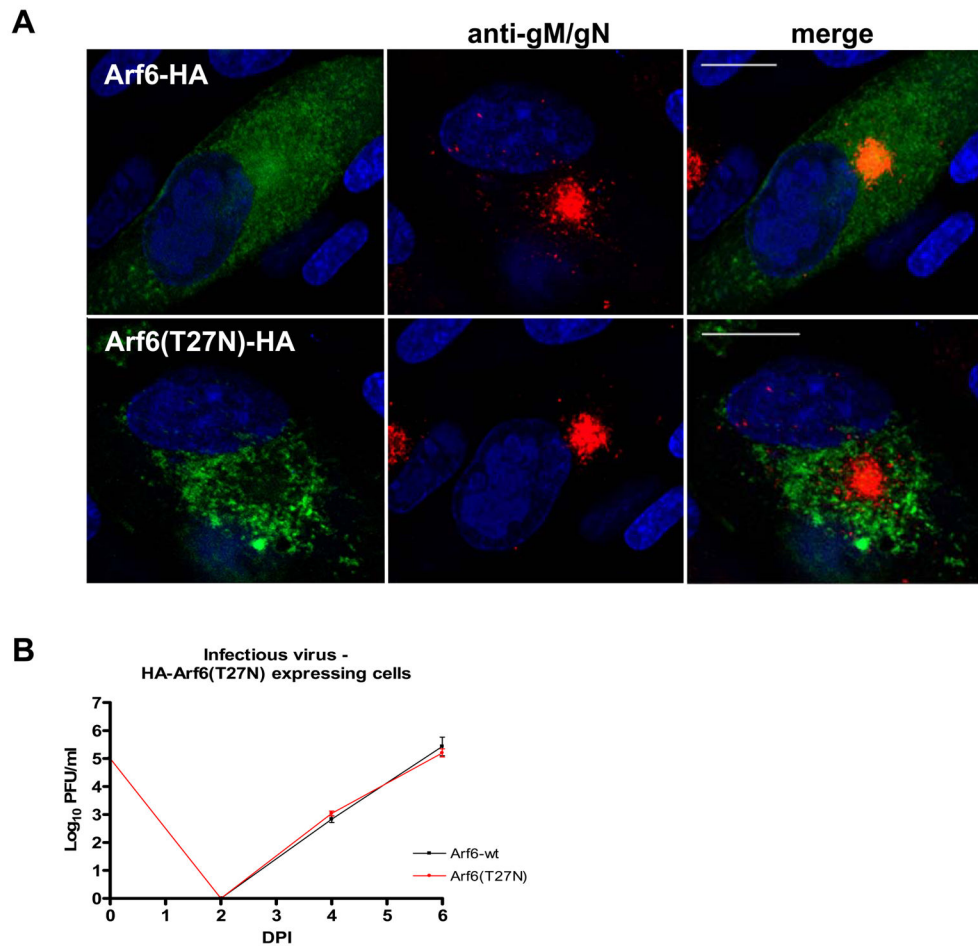 A
anti-gM/gN
merge
Arf6-HA
Arf6(T27N)-HA
B
Infectious virus -
HA-Arf6(T27N) expressing cells
Log10 PFU/ml
7
6
5
4
3
2
1
0
0
1
2
3
4
5
6
DPI
Arf6-wt
Arf6(T27N)